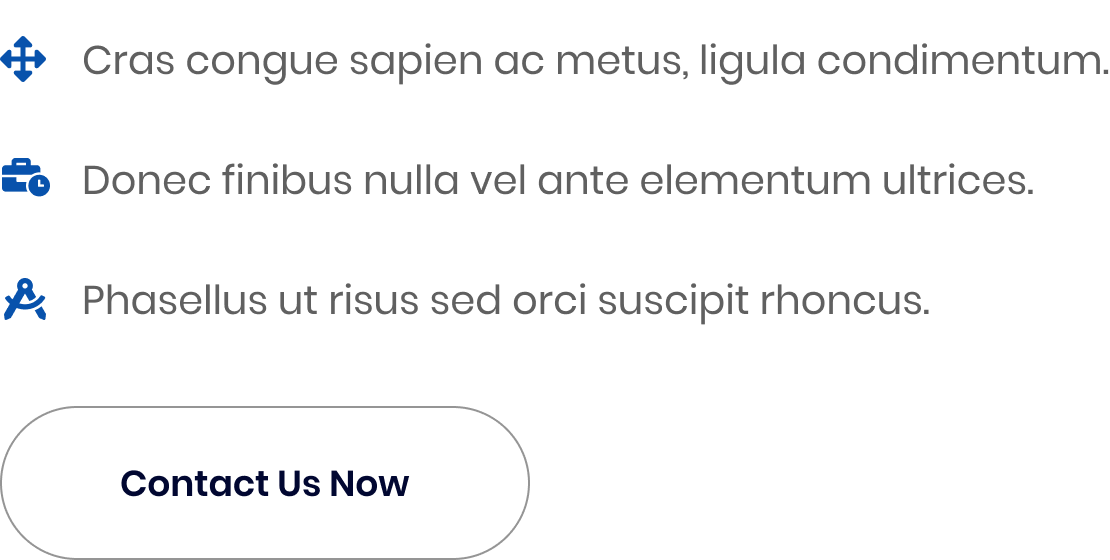 Cras congue sapien ac metus, ligula condimentum.
Donec finibus nulla vel ante elementum ultrices.
Phasellus ut risus sed orci suscipit rhoncus.
Contact Us Now